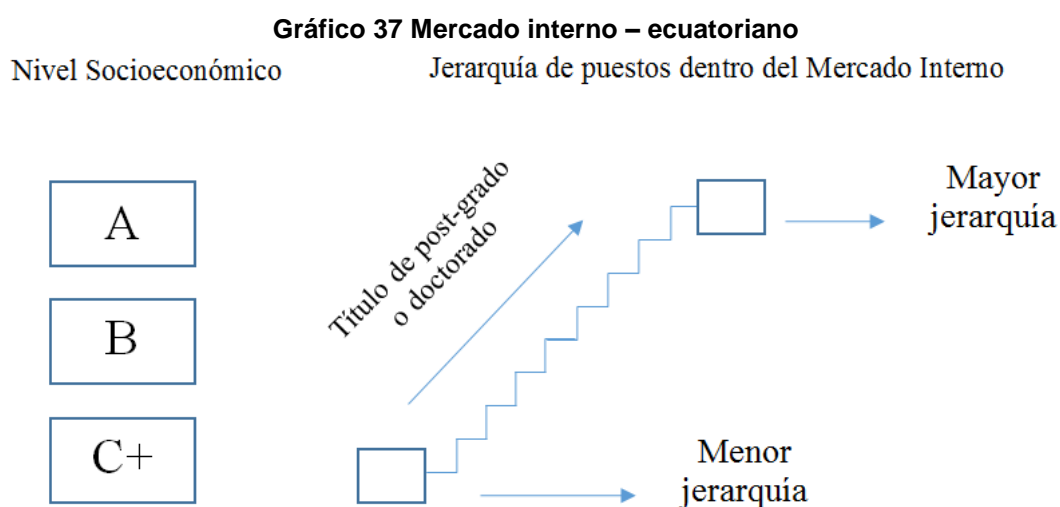 Gráfico 37 Mercado interno – ecuatoriano
Nivel Socioeconómico
Jerarquía de puestos dentro del Mercado Interno
A
B
C+
Título de post-grado
o doctorado
Mayor
jerarquía
Menor
jerarquía